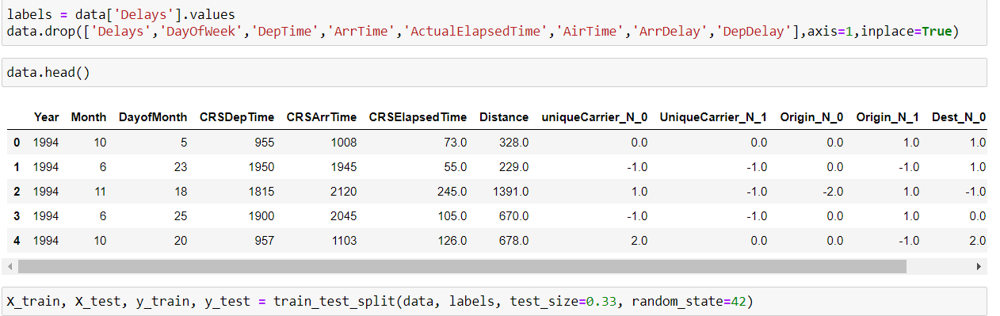 labels = data['Delays'].values
data.drop(['Delays','DayOfWeek','DepTime','ArrTime','ActualElapsedTime','AirTime','ArrDelay','DepDelay'],axis=1,inplace=True)
data.head()
Year Month DayofMonth CRSDepTime CRSArrTime CRSElapsedTime Distance uniqueCarrier_N_0 UniqueCarrier_N_1 Origin_N_0 Origin_N_1 Dest_N_0
0 1994 10 5 955 1008 73.0 328.0 0.0 0.0 0.0 1.0 1.0
1 1994 6 23 1950 1945 55.0 229.0 -1.0 -1.0 0.0 -1.0 1.0
2 1994 11 18 1815 2120 245.0 1391.0 1.0 -1.0 -2.0 1.0 -1.0
3 1994 6 25 1900 2045 105.0 670.0 -1.0 -1.0 0.0 1.0 0.0
4 1994 10 20 957 1103 126.0 678.0 2.0 0.0 0.0 -1.0 2.0
X_train, X_test, y_train, y_test = train_test_split(data, labels, test_size=0.33, random_state=42)